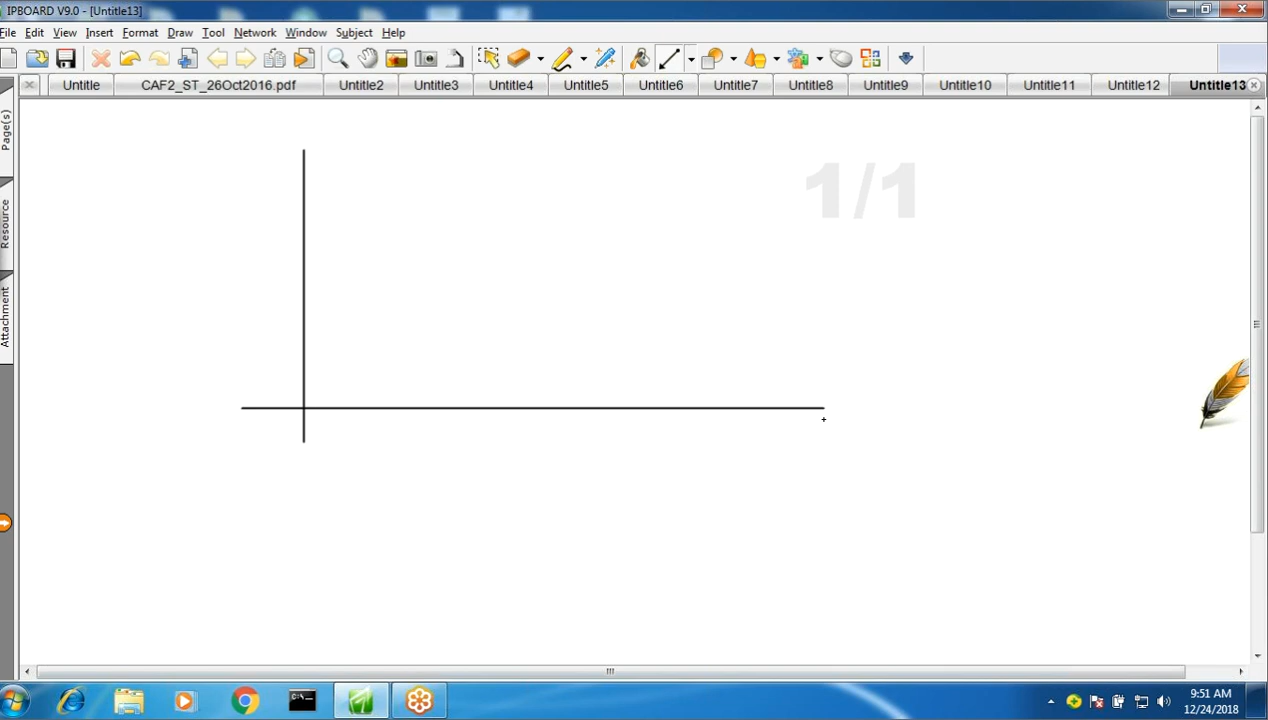 IPBOARD V9.0 - [Untitle13]
File Edit View Insert Format Draw Tool Network Window Subject Help
Untitle CAF2_ST_26Oct2016.pdf Untitle2 Untitle3 Untitle4 Untitle5 Untitle6 Untitle7 Untitle8 Untitle9 Untitle10 Untitle11 Untitle12 Untitle13
Page(s)
Resource
Attachment
1/1
9:51 AM
12/24/2018